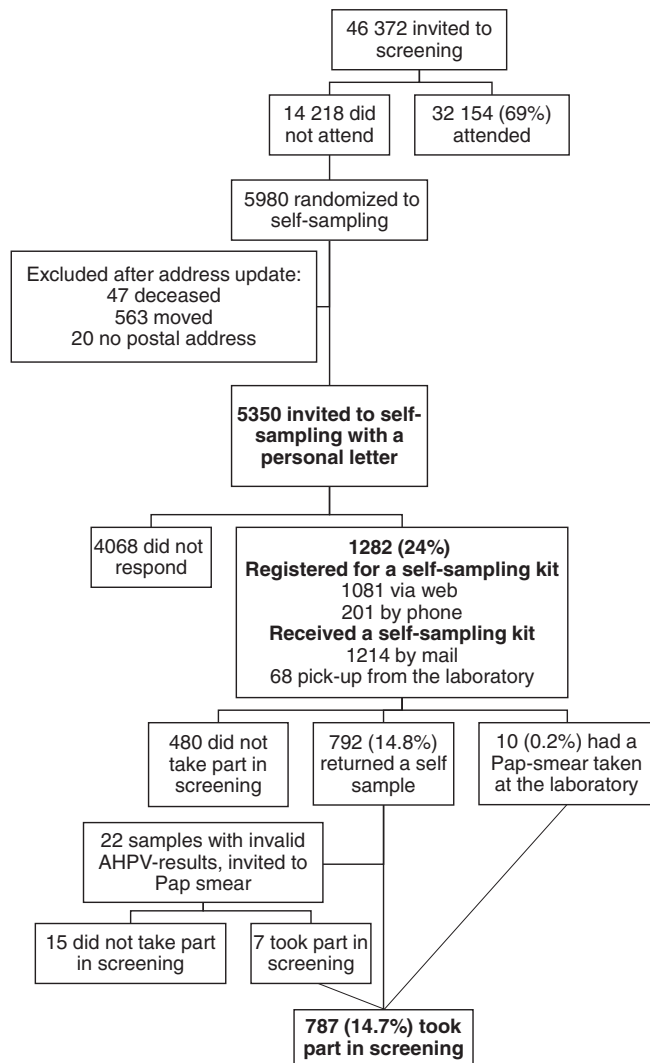 46 372 invited to
screening
14 218 did
not attend
32 154 (69%)
attended
5980 randomized to
self-sampling
Excluded after address update:
47 deceased
563 moved
20 no postal address
5350 invited to self-
sampling with a
personal letter
4068 did not
respond
1282 (24%)
Registered for a self-sampling kit
1081 via web
201 by phone
Received a self-sampling kit
1214 by mail
68 pick-up from the laboratory
480 did not
take part in
screening
792 (14.8%)
returned a self
sample
10 (0.2%) had a
Pap-smear taken
at the laboratory
22 samples with invalid
AHPV-results, invited to
Pap smear
15 did not take part
in screening
7 took part in
screening
787 (14.7%) took
part in screening